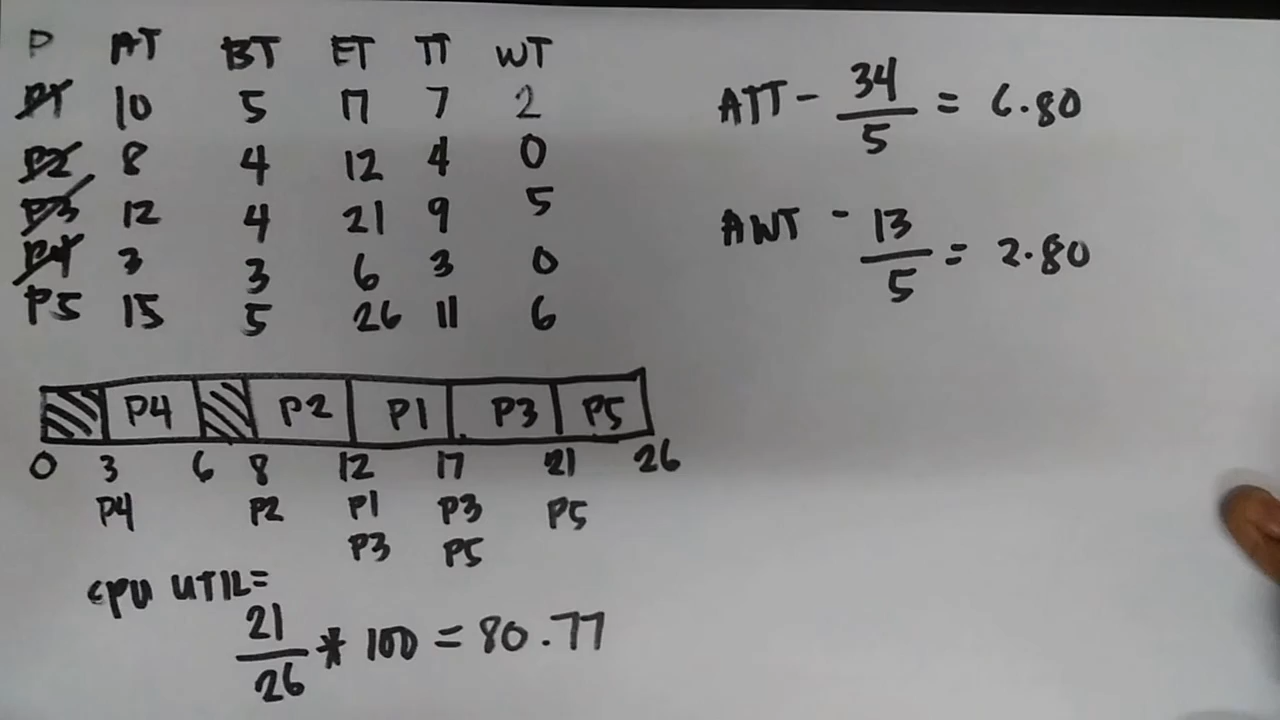 P AT BT ET TT WT
P1 10 5 17 7 2
P2 8 4 12 4 0
P3 12 4 21 9 5
P4 3 3 6 3 0
P5 15 5 26 11 6
ATT - 34/5 = 6.80
AWT - 13/5 = 2.80
P4 P2 P1 P3 P5
0 3 6 8 12 17 21 26
P4 P2 P1 P3 P5
P3 P5
CPU UTIL=
21/26 * 100 = 80.77